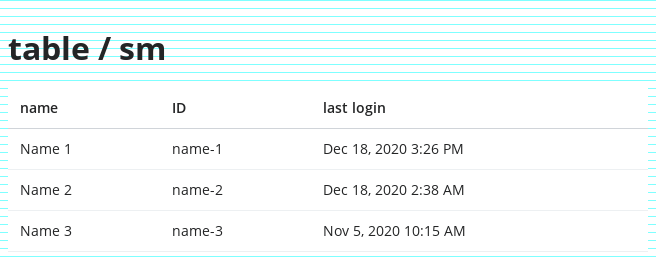 table / sm
name ID last login
Name 1 name-1 Dec 18, 2020 3:26 PM
Name 2 name-2 Dec 18, 2020 2:38 AM
Name 3 name-3 Nov 5, 2020 10:15 AM